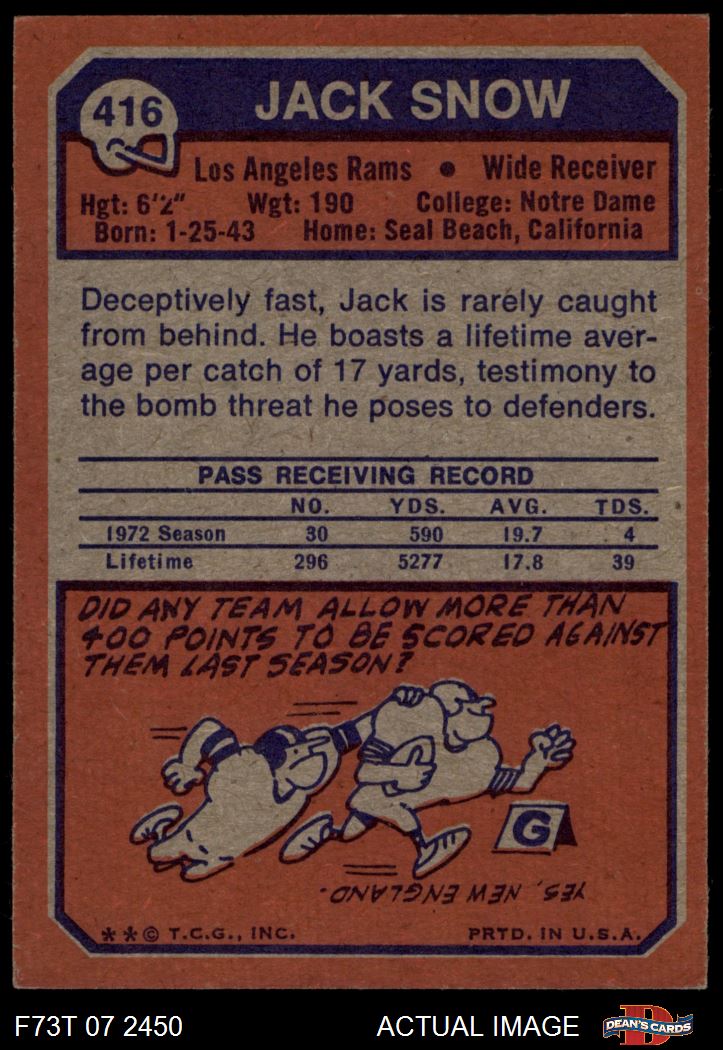 416
JACK SNOW
Los Angeles Rams • Wide Receiver
Hgt: 6'2" Wgt: 190 College: Notre Dame
Born: 1-25-43 Home: Seal Beach, California
Deceptively fast, Jack is rarely caught
from behind. He boasts a lifetime aver-
age per catch of 17 yards, testimony to
the bomb threat he poses to defenders.
PASS RECEIVING RECORD
NO. YDS. AVG. TDS.
1972 Season 30 590 19.7 4
Lifetime 296 5277 17.8 39
DID ANY TEAM ALLOW MORE THAN
400 POINTS TO BE SCORED AGAINST
THEM LAST SEASON?
G
YES, NEW ENGLAND.
**© T.C.G., INC. PRTD. IN U.S.A.
F73T 07 2450 ACTUAL IMAGE D DEAN'S CARDS